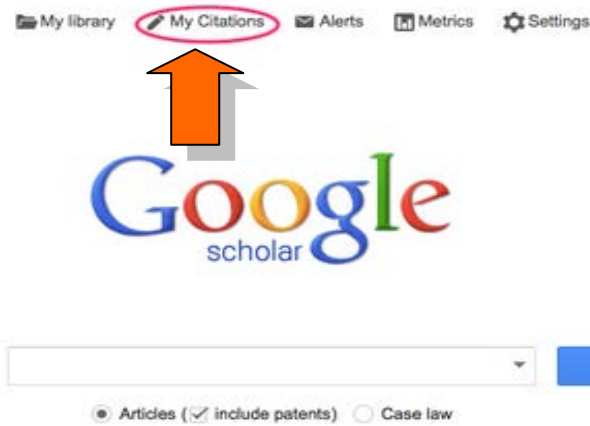 My library My Citations Alerts Metrics Settings
Google
scholar
Articles (include patents) Case law